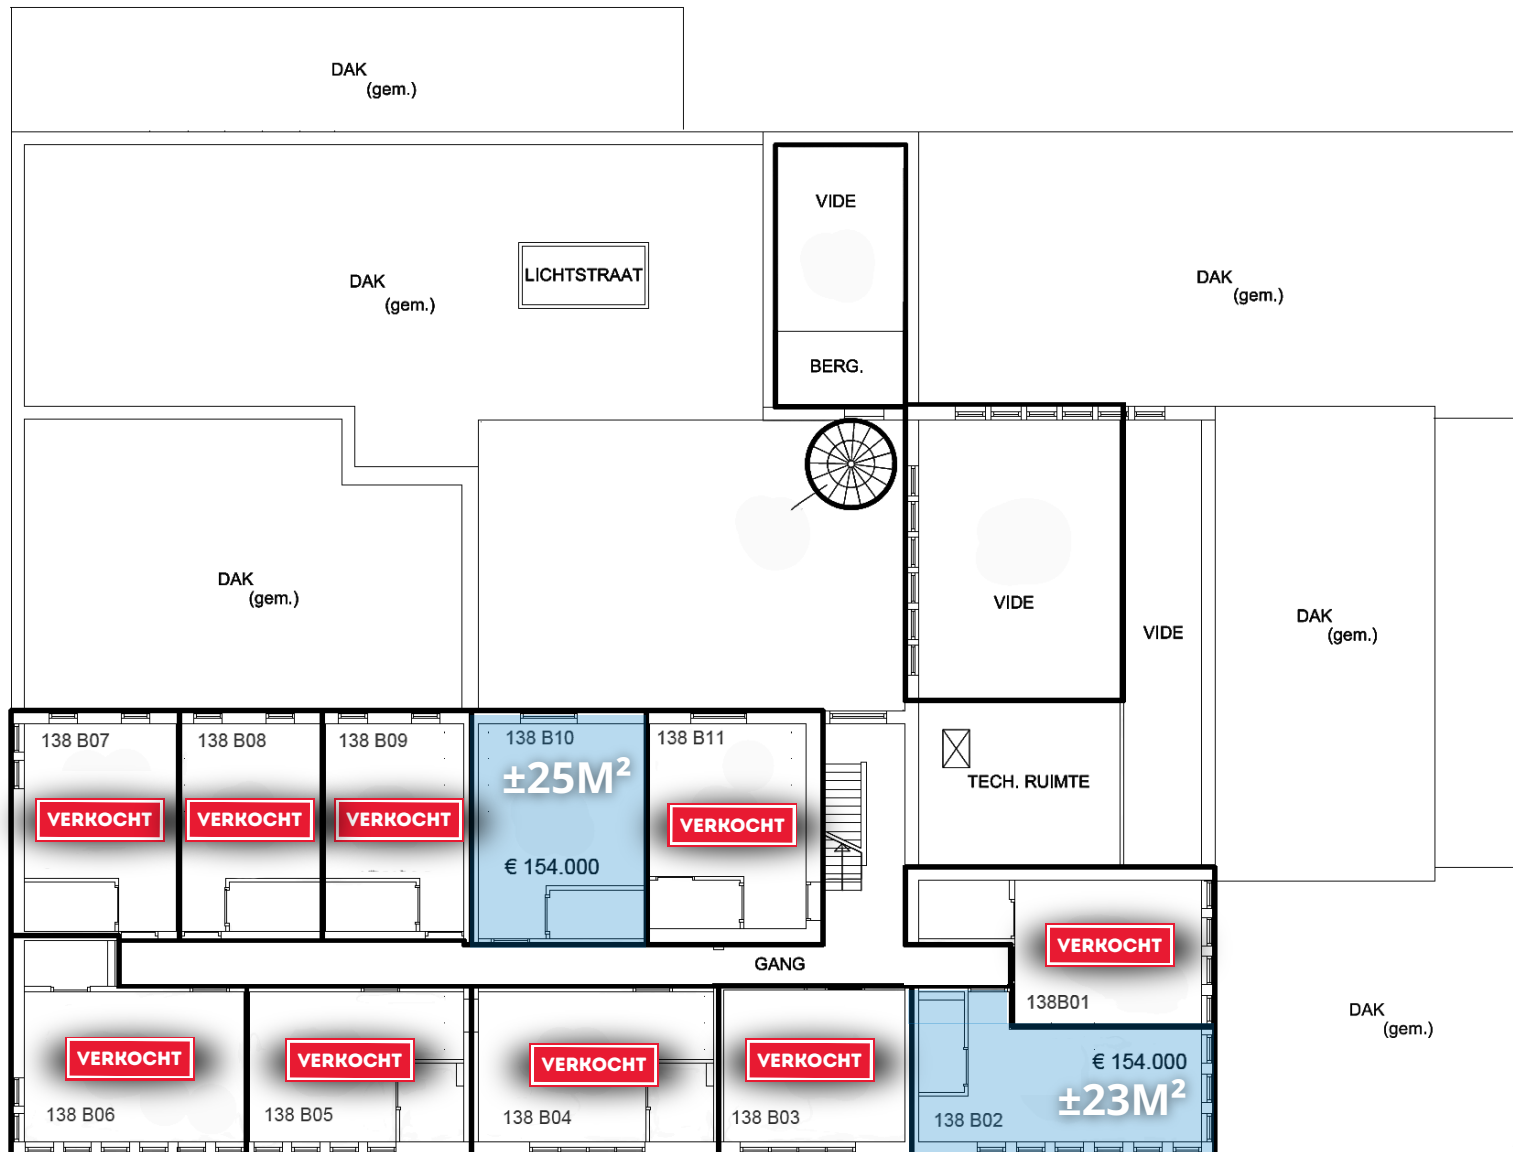 DAK
(gem.)
VIDE
LICHTSTRAAT
DAK
(gem.)
DAK
(gem.)
BERG.
DAK
(gem.)
VIDE
VIDE
DAK
(gem.)
138 B07
138 B08
138 B09
138 B10
138 B11
±25M²
TECH. RUIMTE
VERKOCHT
VERKOCHT
VERKOCHT
VERKOCHT
€ 154.000
VERKOCHT
GANG
138B01
DAK
(gem.)
VERKOCHT
VERKOCHT
VERKOCHT
VERKOCHT
€ 154.000
±23M²
138 B06
138 B05
138 B04
138 B03
138 B02